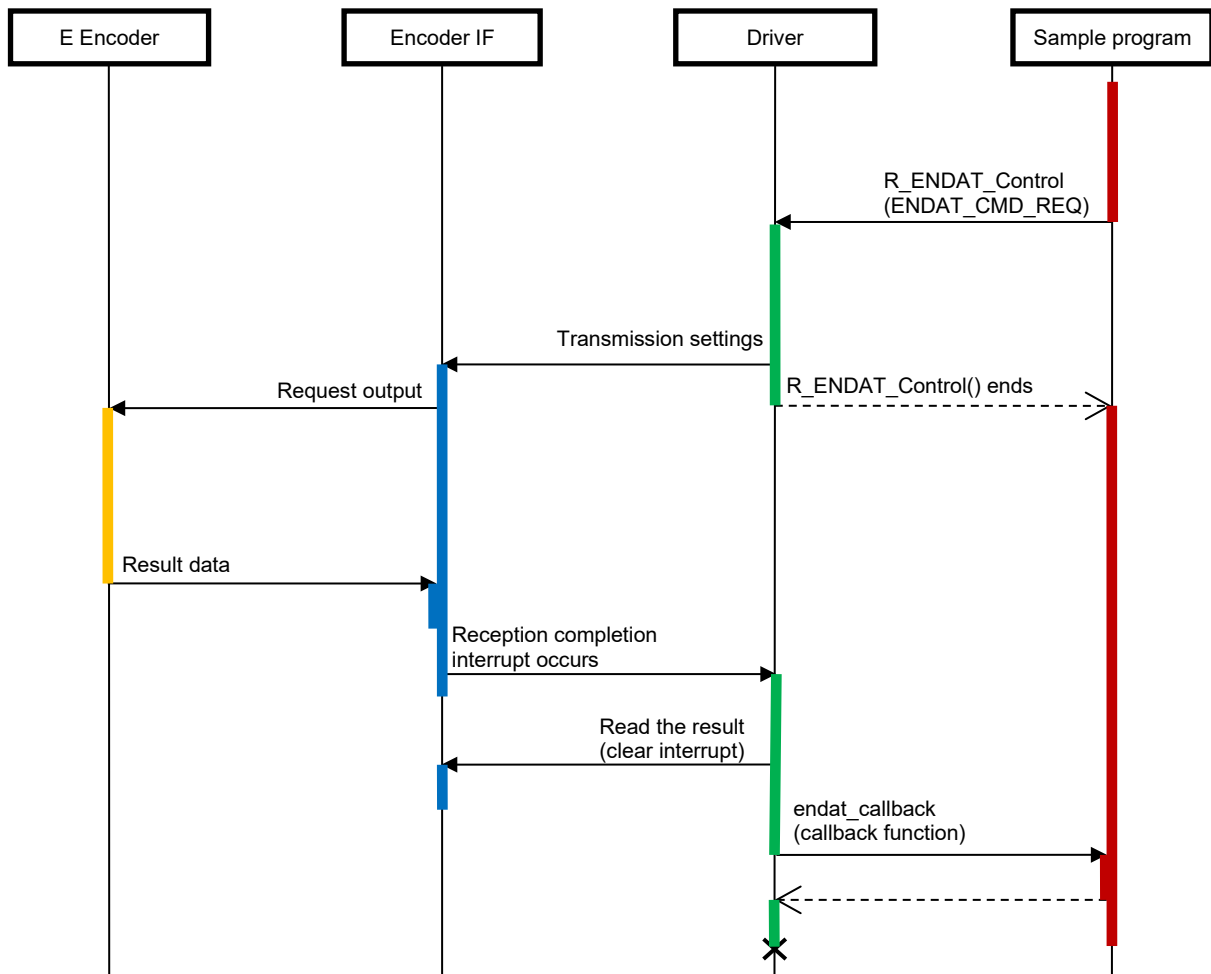 E Encoder
Encoder IF
Driver
Sample program
R_ENDAT_Control
(ENDAT_CMD_REQ)
Transmission settings
R_ENDAT_Control() ends
Request output
Result data
Reception completion
interrupt occurs
Read the result
(clear interrupt)
endat_callback
(callback function)